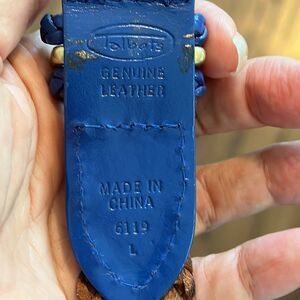 Talbots
GENUINE
LEATHER
MADE IN
CHINA
6119
L